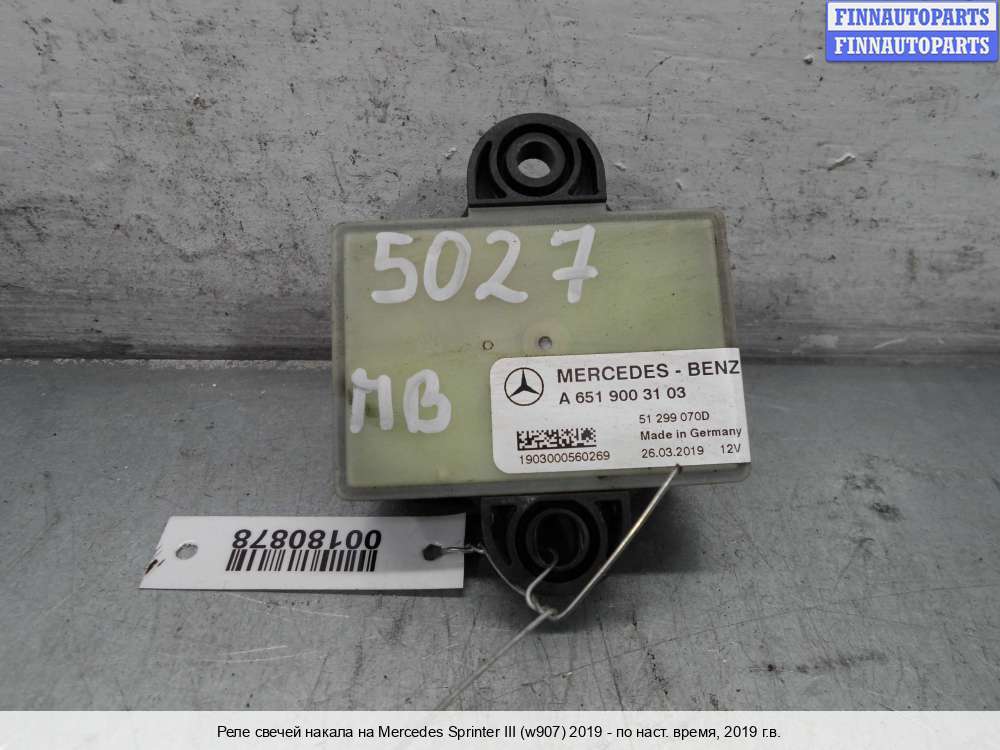 FINNAUTOPARTS
FINNAUTOPARTS
5027
MB
MERCEDES - BENZ
A 651 900 31 03
51 299 070D
Made in Germany
1903000560269
26.03.2019 12V
00180878
Реле свечей накала на Mercedes Sprinter III (w907) 2019 - по наст. время, 2019 г.в.